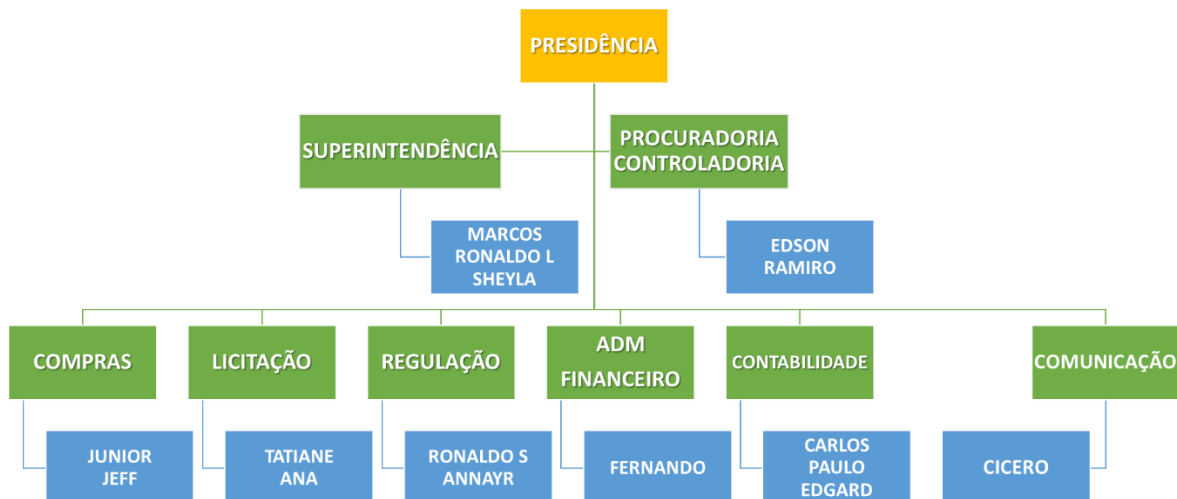 PRESIDÊNCIA
SUPERINTENDÊNCIA
PROCURADORIA
CONTROLADORIA
MARCOS
RONALDO L
SHEYLA
EDSON
RAMIRO
COMPRAS
LICITAÇÃO
REGULAÇÃO
ADM
FINANCEIRO
CONTABILIDADE
COMUNICAÇÃO
JUNIOR
JEFF
TATIANE
ANA
RONALDO S
ANNAYR
FERNANDO
CARLOS
PAULO
EDGARD
CICERO